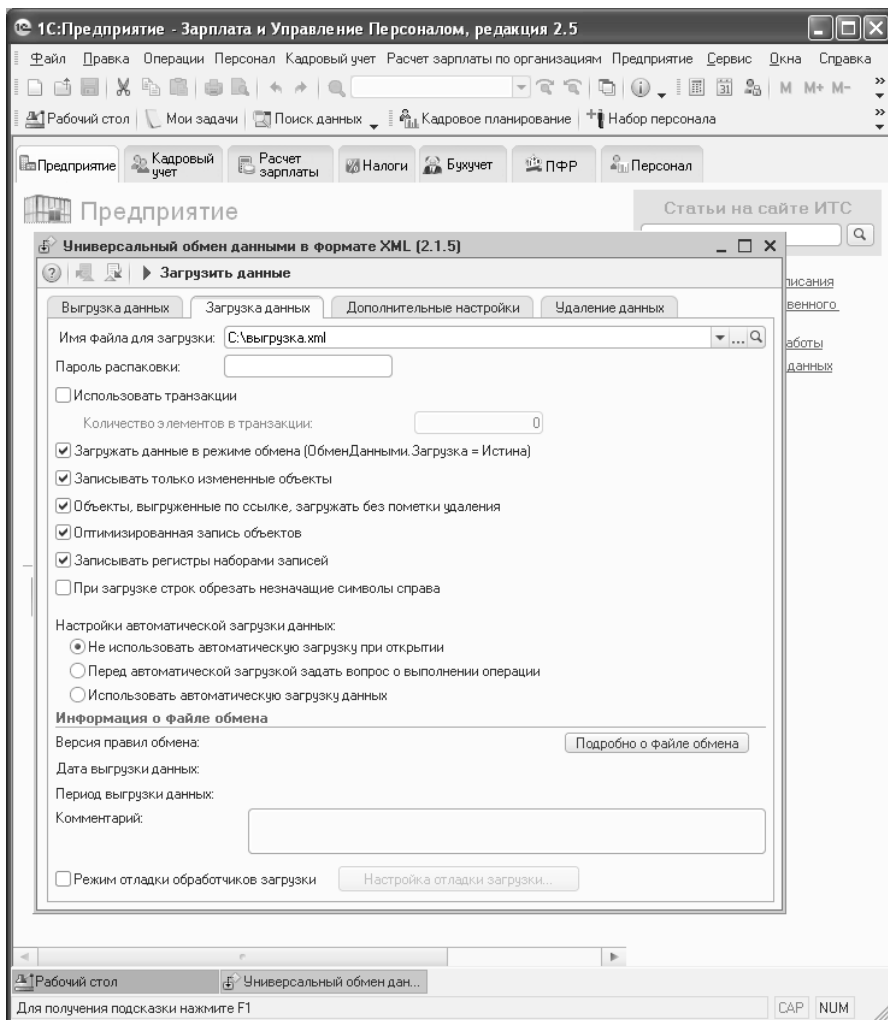 1С:Предприятие - Зарплата и Управление Персоналом, редакция 2.5
Файл Правка Операции Персонал Кадровый учет Расчет зарплаты по организациям Предприятие Сервис Окна Справка
M M+ M-
Рабочий стол Мои задачи Поиск данных Кадровое планирование Набор персонала
Предприятие Кадровый учет Расчет зарплаты Налоги Бухучет ПФР Персонал
Предприятие
Статьи на сайте ИТС
Универсальный обмен данными в формате XML (2.1.5)
Загрузить данные
писания
Выгрузка данных Загрузка данных Дополнительные настройки Удаление данных
венного
Имя файла для загрузки: C:\выгрузка.xml ...
аботы
Пароль распаковки:
данных
Использовать транзакции
Количество элементов в транзакции: 0
Загружать данные в режиме обмена (ОбменДанными.Загрузка = Истина)
Записывать только измененные объекты
Объекты, выгруженные по ссылке, загружать без пометки удаления
Оптимизированная запись объектов
Записывать регистры наборами записей
При загрузке строк обрезать незначащие символы справа
Настройки автоматической загрузки данных:
Не использовать автоматическую загрузку при открытии
Перед автоматической загрузкой задать вопрос о выполнении операции
Использовать автоматическую загрузку данных
Информация о файле обмена
Версия правил обмена: Подробно о файле обмена
Дата выгрузки данных:
Период выгрузки данных:
Комментарий:
Режим отладки обработчиков загрузки Настройка отладки загрузки...
Рабочий стол Универсальный обмен дан...
Для получения подсказки нажмите F1 CAP NUM